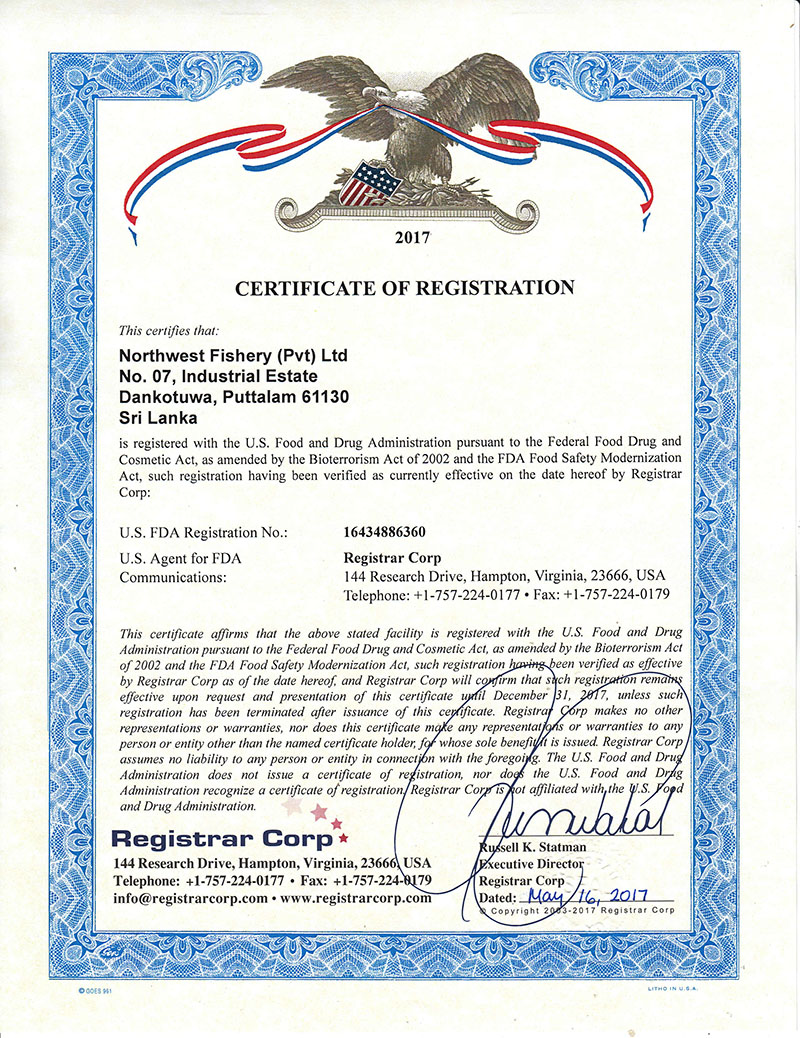 2017
CERTIFICATE OF REGISTRATION
This certifies that:
Northwest Fishery (Pvt) Ltd
No. 07, Industrial Estate
Dankotuwa, Puttalam 61130
Sri Lanka
is registered with the U.S. Food and Drug Administration pursuant to the Federal Food Drug and
Cosmetic Act, as amended by the Bioterrorism Act of 2002 and the FDA Food Safety Modernization
Act, such registration having been verified as currently effective on the date hereof by Registrar
Corp:
U.S. FDA Registration No.: 16434886360
U.S. Agent for FDA Registrar Corp
Communications: 144 Research Drive, Hampton, Virginia, 23666, USA
Telephone: +1-757-224-0177 • Fax: +1-757-224-0179
This certificate affirms that the above stated facility is registered with the U.S. Food and Drug
Administration pursuant to the Federal Food Drug and Cosmetic Act, as amended by the Bioterrorism Act
of 2002 and the FDA Food Safety Modernization Act, such registration having been verified as effective
by Registrar Corp as of the date hereof, and Registrar Corp will confirm that such registration remains
effective upon request and presentation of this certificate until December 31, 2017, unless such
registration has been terminated after issuance of this certificate. Registrar Corp makes no other
representations or warranties, nor does this certificate make any representations or warranties to any
person or entity other than the named certificate holder, for whose sole benefit it is issued. Registrar Corp
assumes no liability to any person or entity in connection with the foregoing. The U.S. Food and Drug
Administration does not issue a certificate of registration, nor does the U.S. Food and Drug
Administration recognize a certificate of registration. Registrar Corp is not affiliated with the U.S. Food
and Drug Administration.
Registrar Corp
144 Research Drive, Hampton, Virginia, 23666, USA
Telephone: +1-757-224-0177 • Fax: +1-757-224-0179
info@registrarcorp.com • www.registrarcorp.com
Russell K. Statman
Executive Director
Registrar Corp
Dated: May 16, 2017
© Copyright 2003-2017 Registrar Corp
© GOES 961
LITHO IN U.S.A.